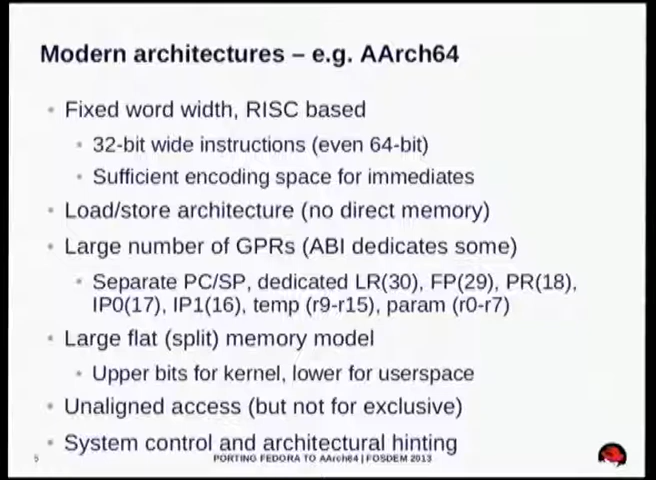 Modern architectures – e.g. AArch64
Fixed word width, RISC based
32-bit wide instructions (even 64-bit)
Sufficient encoding space for immediates
Load/store architecture (no direct memory)
Large number of GPRs (ABI dedicates some)
Separate PC/SP, dedicated LR(30), FP(29), PR(18),
IP0(17), IP1(16), temp (r9-r15), param (r0-r7)
Large flat (split) memory model
Upper bits for kernel, lower for userspace
Unaligned access (but not for exclusive)
System control and architectural hinting
5
PORTING FEDORA TO AArch64 | FOSDEM 2013